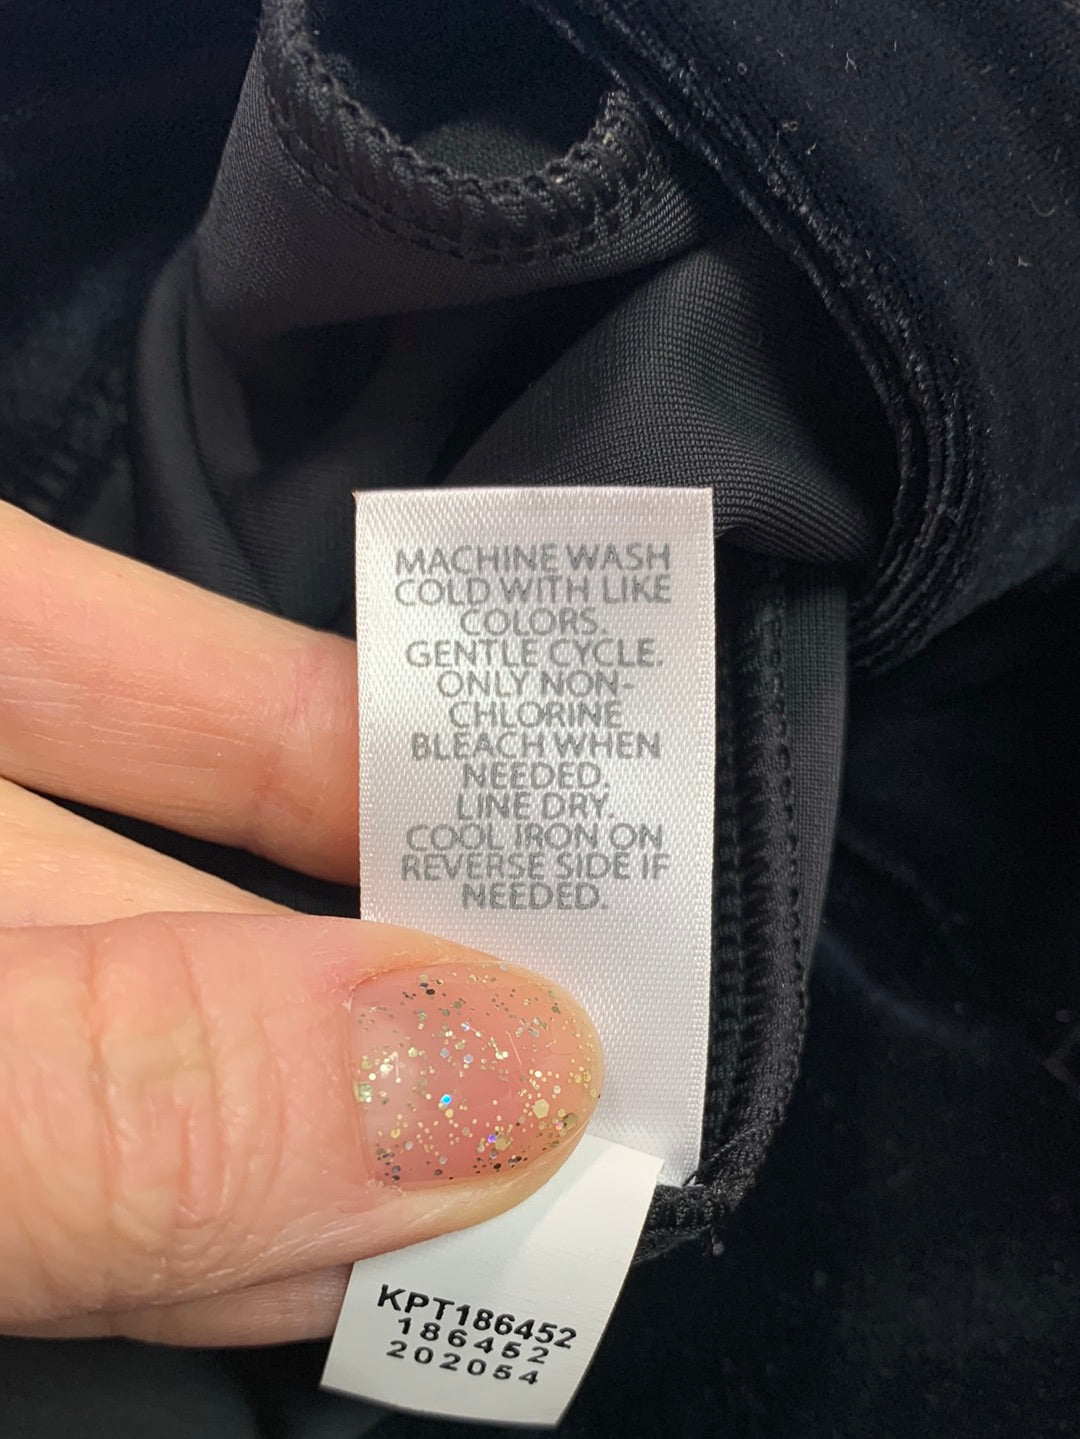 MACHINE WASH
COLD WITH LIKE
COLORS.
GENTLE CYCLE.
ONLY NON-
CHLORINE
BLEACH WHEN
NEEDED.
LINE DRY.
COOL IRON ON
REVERSE SIDE IF
NEEDED.
KPT186452
186452
202054